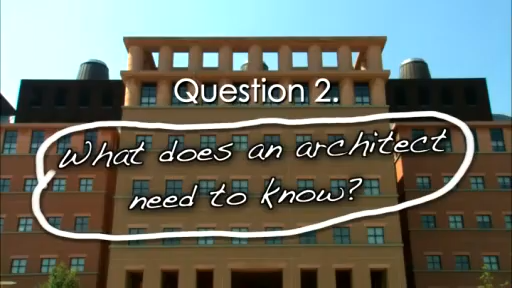 Question 2.
What does an architect
need to know?